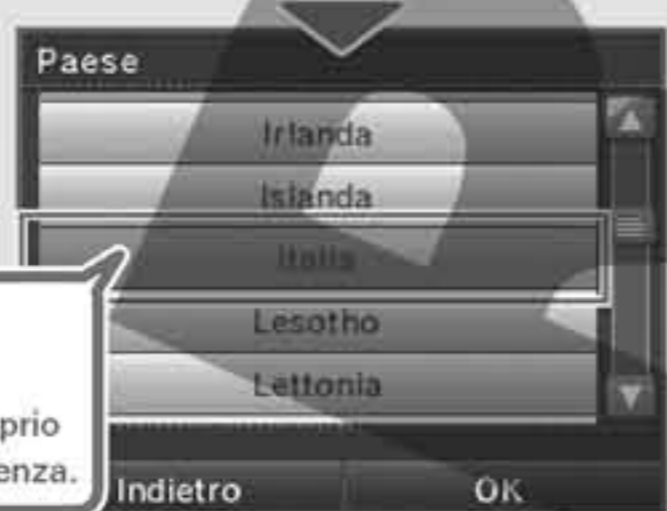 Paese
Irlanda
Islanda
Italia
Lesotho
Lettonia
prio
enza.
Indietro
OK